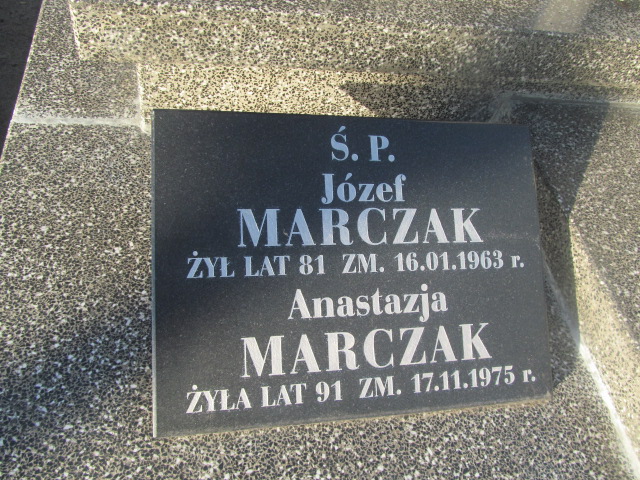 Ś. P.
Józef
MARCZAK
ŻYŁ LAT 81 ZM. 16.01.1963 r.
Anastazja
MARCZAK
ŻYŁA LAT 91 ZM. 17.11.1975 r.